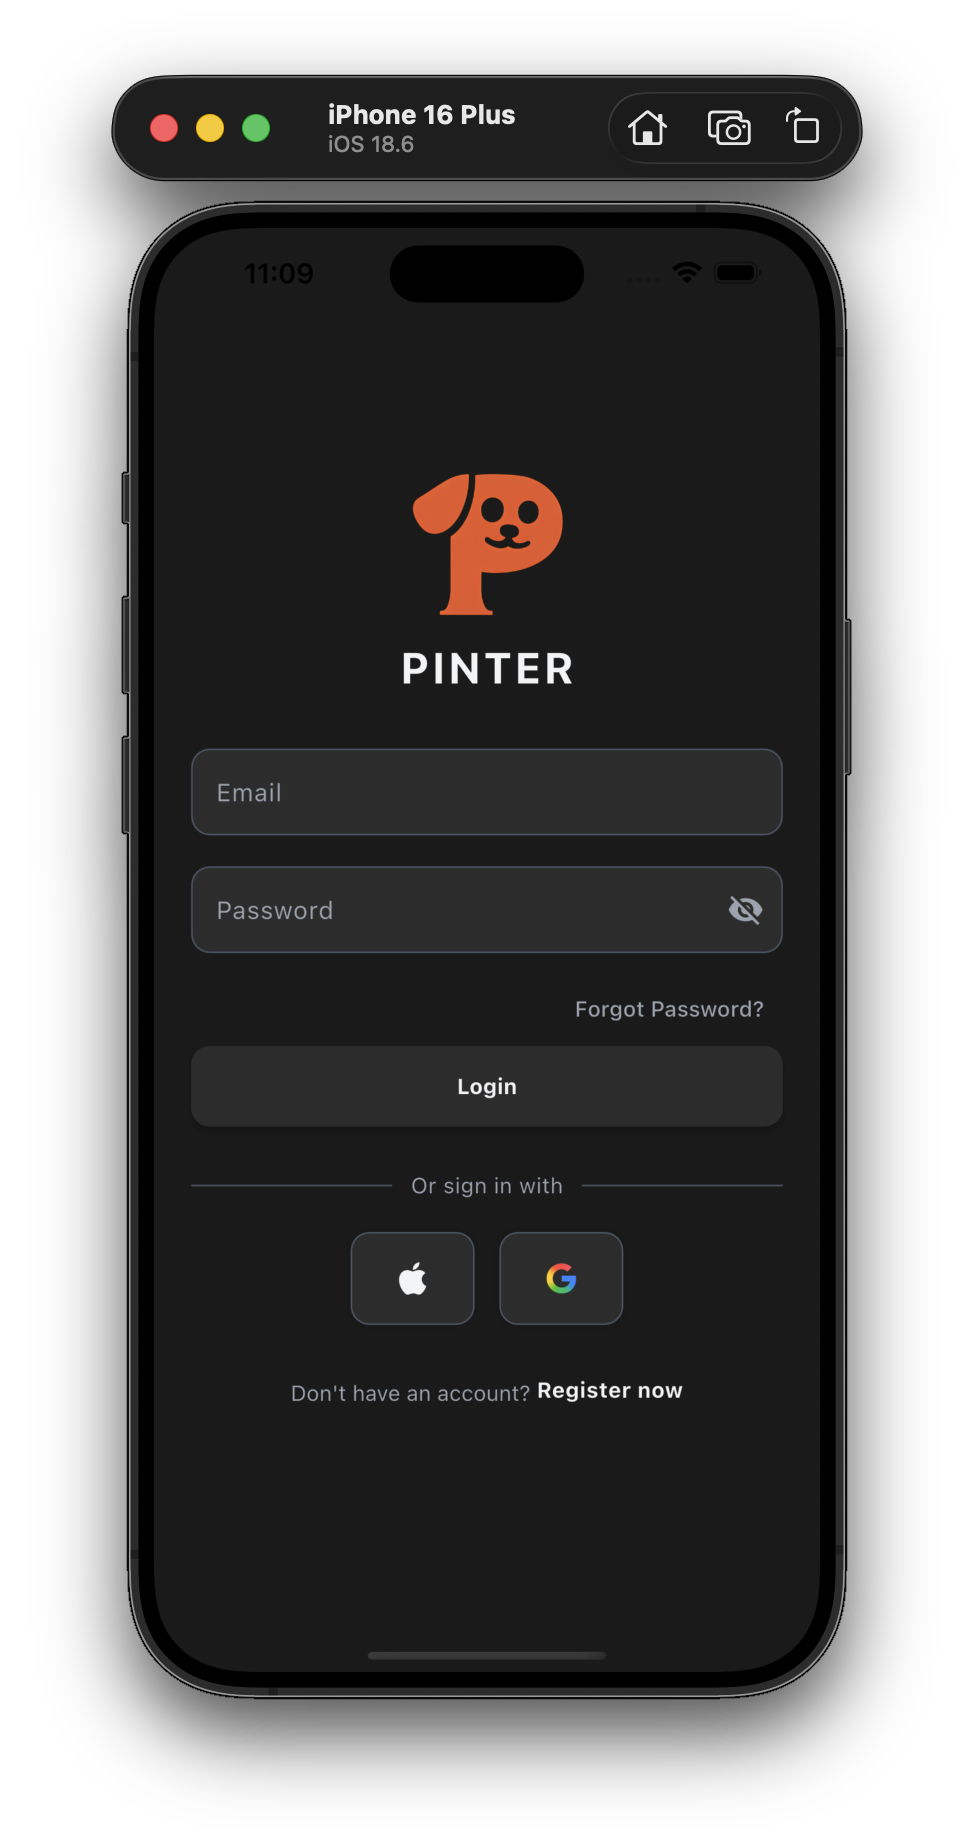 iPhone 16 Plus
iOS 18.6
11:09
PINTER
Email
Password
Forgot Password?
Login
Or sign in with
Don't have an account? Register now